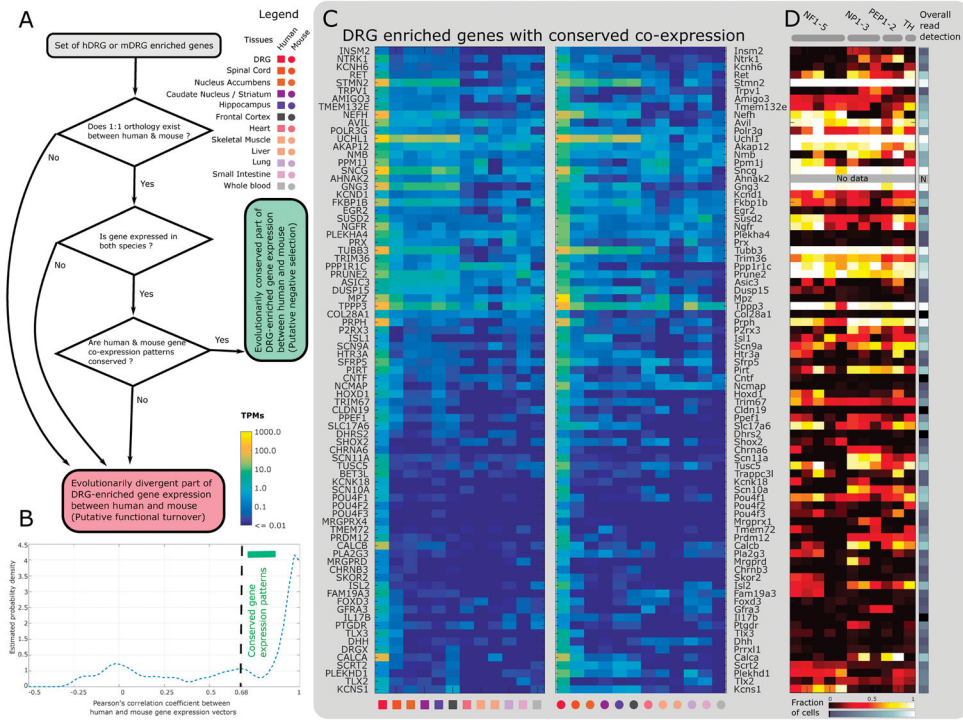 A
Legend
Tissues
Human
Mouse
DRG
Spinal Cord
Nucleus Accumbens
Caudate Nucleus / Striatum
Hippocampus
Frontal Cortex
Heart
Skeletal Muscle
Liver
Lung
Small Intestine
Whole blood
Set of hDRG or mDRG enriched genes
Does 1:1 orthology exist
between human & mouse ?
No
Yes
Is gene expressed in
both species ?
No
Yes
Are human & mouse gene
co-expression patterns
conserved ?
Yes
No
Evolutionarily conserved part of
DRG-enriched gene expression
between human and mouse
(Putative negative selection)
Evolutionarily divergent part of
DRG-enriched gene expression
between human and mouse
(Putative functional turnover)
TPMs
1000.0
100.0
10.0
1.0
0.1
<= 0.01
B
Estimated probability density
4.5
4
3.5
3
2.5
2
1.5
1
0.5
0
-0.5
0
0.5
0.68
1
Conserved gene
expression patterns
Pearson's correlation coefficient between
human and mouse gene expression vectors
C
DRG enriched genes with conserved co-expression
INSM2
NTRK1
KCNH6
RET
STMN2
TRPV1
AMIGO3
TMEM132E
NEFH
AVIL
POLR3G
UCHL1
AKAP12
NMB
PPM1J
SNCG
AHNAK2
GNG3
KCND1
FKBP1B
EGR2
SUSD2
NGFR
PLEKHA4
PRX
TUBB3
TRIM36
PPP1R1C
PRUNE2
ASIC3
DUSP15
MPZ
TPPP3
COL28A1
PRPH
P2RX3
ISL1
SCN9A
HTR3A
SFRP5
PIRT
CNTF
NCMAP
HOXD1
TRIM67
CLDN19
PPEF1
SLC17A6
DHRS2
SHOX2
CHRNA6
SCN11A
TUSC5
BET3L
KCNK18
SCN10A
POU4F1
POU4F2
POU4F3
MRGPRX4
TMEM72
PRDM12
CALCB
PLA2G3
MRGPRD
CHRNB3
SKOR2
ISL2
FAM19A3
FOXD3
GFRA3
IL17B
PTGDR
TLX3
DHH
DRGX
CALCA
SCRT2
PLEKHD1
TLX2
KCNS1
Insm2
Ntrk1
Kcnh6
Ret
Stmn2
Trpv1
Amigo3
Tmem132e
Nefh
Avil
Polr3g
Uchl1
Akap12
Nmb
Ppm1j
Sncg
Ahnak2
Gng3
Kcnd1
Fkbp1b
Egr2
Susd2
Ngfr
Plekha4
Prx
Tubb3
Trim36
Ppp1r1c
Prune2
Asic3
Dusp15
Mpz
Tppp3
Col28a1
Prph
P2rx3
Isl1
Scn9a
Htr3a
Sfrp5
Pirt
Cntf
Ncmap
Hoxd1
Trim67
Cldn19
Ppef1
Slc17a6
Dhrs2
Shox2
Chrna6
Scn11a
Tusc5
Trappc3l
Kcnk18
Scn10a
Pou4f1
Pou4f2
Pou4f3
Mrgprx1
Tmem72
Prdm12
Calcb
Pla2g3
Mrgprd
Chrnb3
Skor2
Isl2
Fam19a3
Foxd3
Gfra3
Il17b
Ptgdr
Tlx3
Dhh
Prrxl1
Calca
Scrt2
Plekhd1
Tlx2
Kcns1
D
NF1-5
NP1-3
PEP1-2
TH
Overall
read
detection
No data
N
Fraction
of cells
0
0.5
1